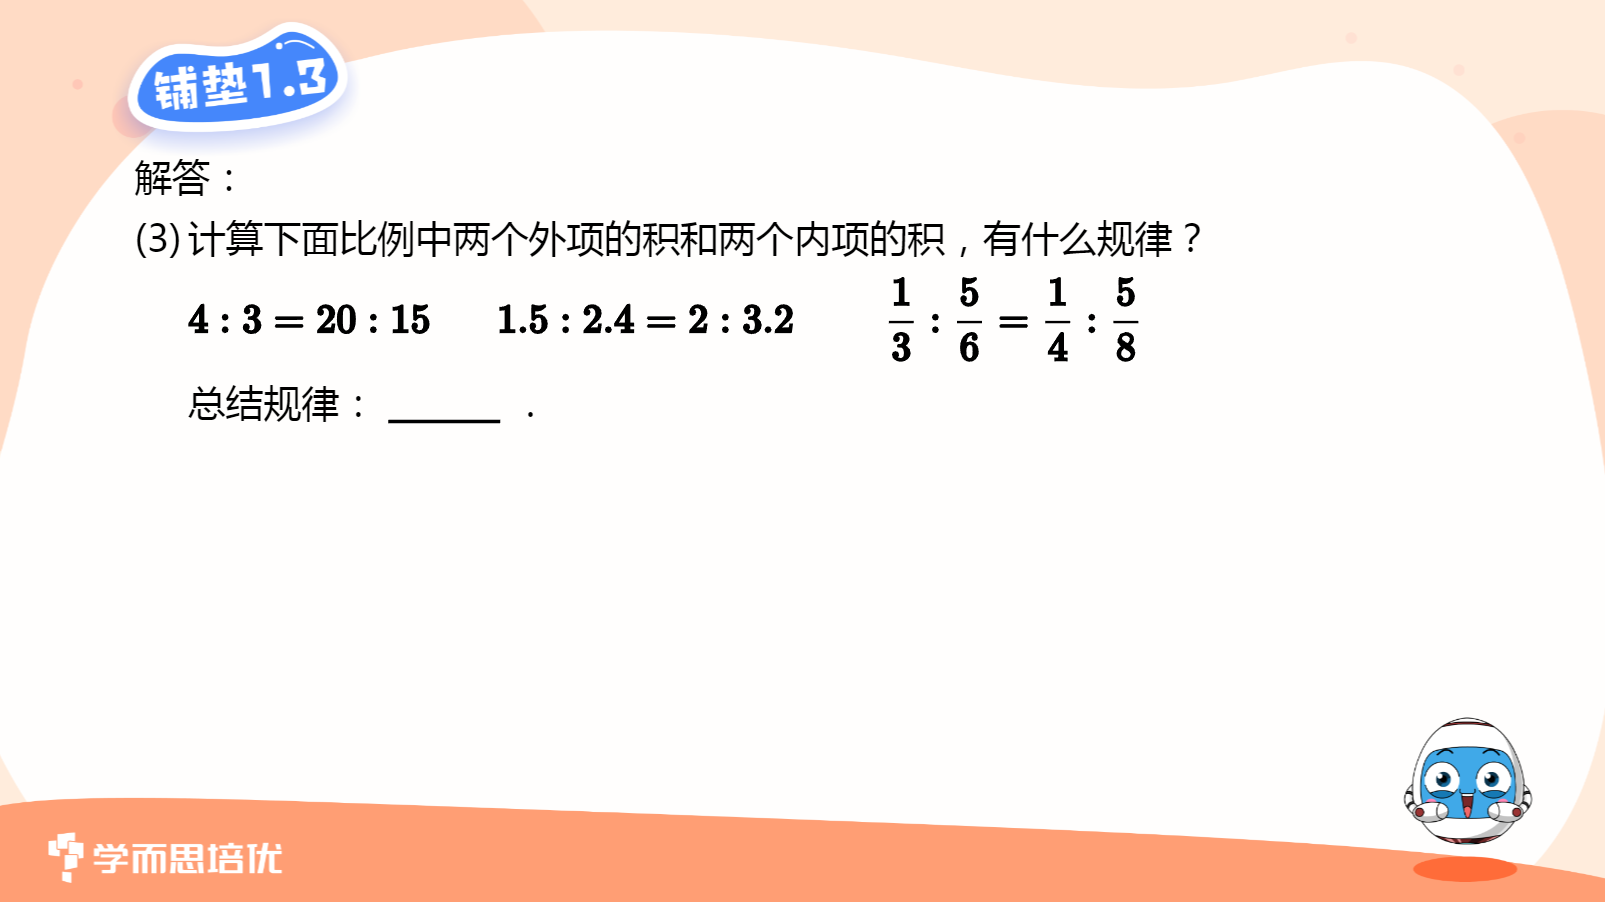 铺垫1.3
解答：
(3) 计算下面比例中两个外项的积和两个内项的积，有什么规律？
4 : 3 = 20 : 15 1.5 : 2.4 = 2 : 3.2 1/3 : 5/6 = 1/4 : 5/8
总结规律： ______ .
学而思培优